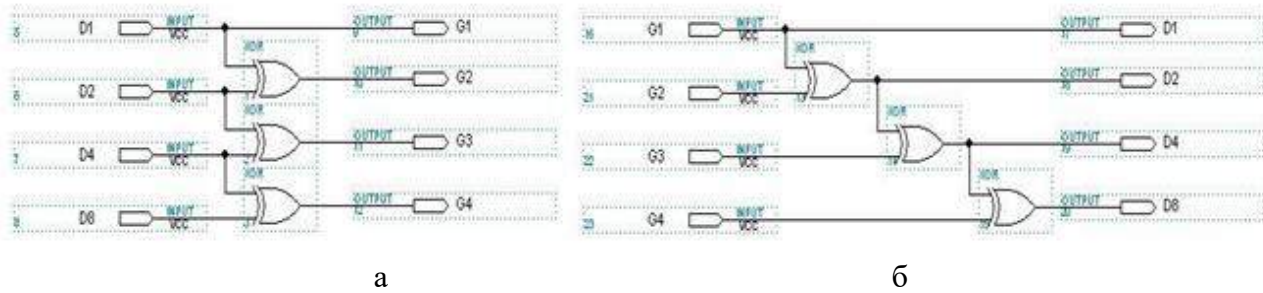 D1 INPUT VCC OUTPUT G1
XOR
OUTPUT G2
D2 INPUT VCC
XOR
OUTPUT G3
D4 INPUT VCC
XOR
OUTPUT G4
D8 INPUT VCC
а
G1 INPUT VCC OUTPUT D1
XOR
OUTPUT D2
G2 INPUT VCC
XOR
OUTPUT D4
G3 INPUT VCC
XOR
OUTPUT D8
G4 INPUT VCC
б